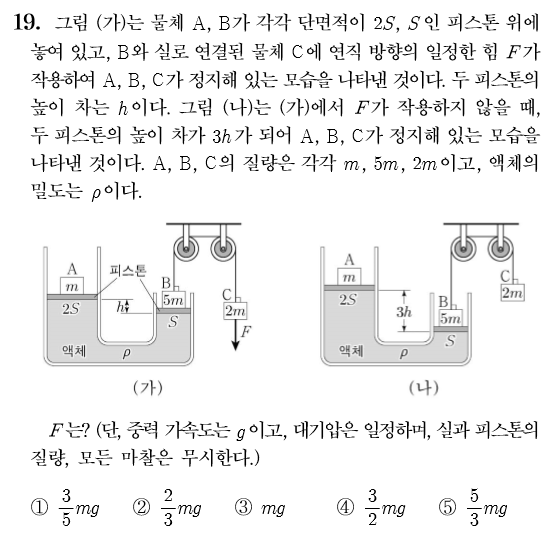 19. 그림 (가)는 물체 A, B가 각각 단면적이 2S, S인 피스톤 위에
놓여 있고, B와 실로 연결된 물체 C에 연직 방향의 일정한 힘 F가
작용하여 A, B, C가 정지해 있는 모습을 나타낸 것이다. 두 피스톤의
높이 차는 h이다. 그림 (나)는 (가)에서 F가 작용하지 않을 때,
두 피스톤의 높이 차가 3h가 되어 A, B, C가 정지해 있는 모습을
나타낸 것이다. A, B, C의 질량은 각각 m, 5m, 2m이고, 액체의
밀도는 ρ이다.
A
m
2S
피스톤
h
B
5m
S
C
2m
F
액체
ρ
(가)
A
m
2S
3h
B
5m
S
C
2m
액체
ρ
(나)
F는? (단, 중력 가속도는 g이고, 대기압은 일정하며, 실과 피스톤의
질량, 모든 마찰은 무시한다.)
① 3/5 mg ② 2/3 mg ③ mg ④ 3/2 mg ⑤ 5/3 mg